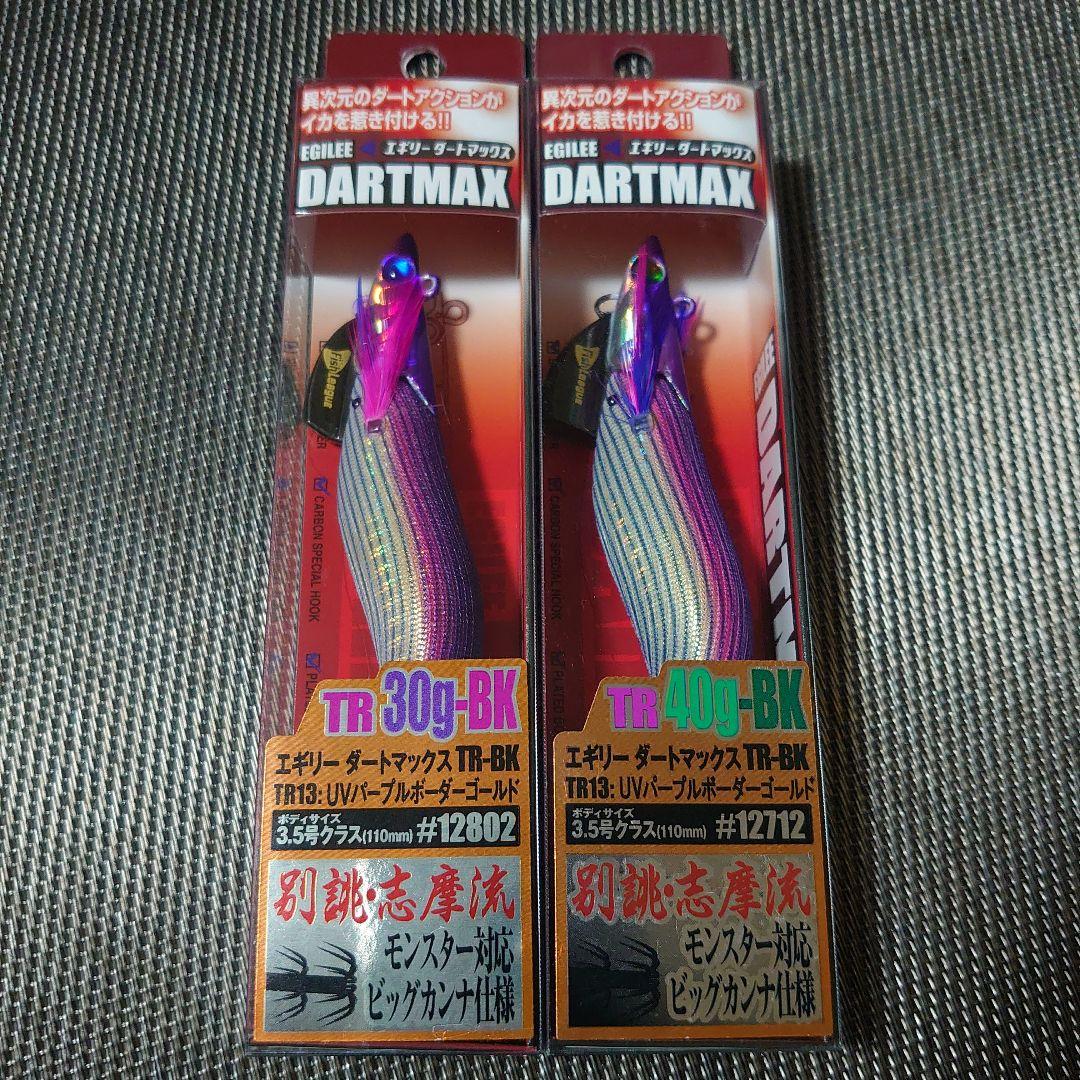 異次元のダートアクションが
イカを惹き付ける!!
EGILEE エギリー ダートマックス
DARTMAX
FishLeague
CARBON SPECIAL HOOK
TR 30g-BK
エギリー ダートマックス TR-BK
TR13: UVパープルボーダーゴールド
ボディサイズ
3.5号クラス(110mm) #12802
別誂・志摩流
モンスター対応
ビッグカンナ仕様
異次元のダートアクションが
イカを惹き付ける!!
EGILEE エギリー ダートマックス
DARTMAX
FishLeague
CARBON SPECIAL HOOK
PLATED
TR 40g-BK
エギリー ダートマックス TR-BK
TR13: UVパープルボーダーゴールド
ボディサイズ
3.5号クラス(110mm) #12712
別誂・志摩流
モンスター対応
ビッグカンナ仕様